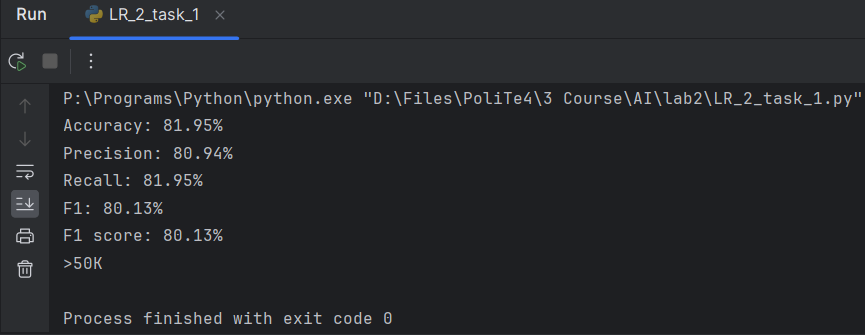 Run LR_2_task_1
P:\Programs\Python\python.exe "D:\Files\PoliTe4\3 Course\AI\lab2\LR_2_task_1.py"
Accuracy: 81.95%
Precision: 80.94%
Recall: 81.95%
F1: 80.13%
F1 score: 80.13%
>50K
Process finished with exit code 0